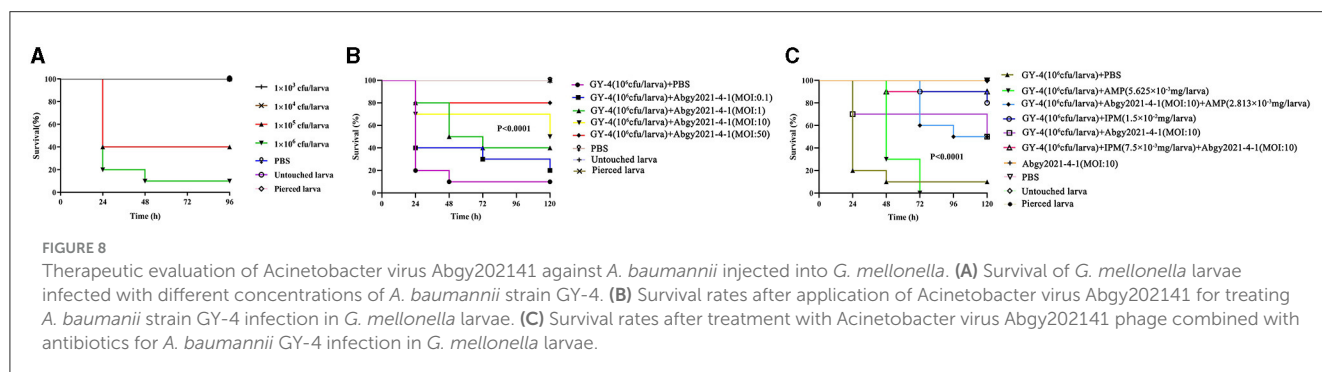 A
Survival(%)
100
80
60
40
20
0
0 24 48 72 96
Time (h)
1×10³ cfu/larva
1×10⁴ cfu/larva
1×10⁵ cfu/larva
1×10⁶ cfu/larva
PBS
Untouched larva
Pierced larva
B
Survival (%)
100
80
60
40
20
0
0 24 48 72 96 120
Time (h)
P<0.0001
GY-4(10⁶cfu/larva)+PBS
GY-4(10⁶cfu/larva)+Abgy2021-4-1(MOI:0.1)
GY-4(10⁶cfu/larva)+Abgy2021-4-1(MOI:1)
GY-4(10⁶cfu/larva)+Abgy2021-4-1(MOI:10)
GY-4(10⁶cfu/larva)+Abgy2021-4-1(MOI:50)
PBS
Untouched larva
Pierced larva
C
Survival (%)
100
80
60
40
20
0
0 24 48 72 96 120
Time (h)
P<0.0001
GY-4(10⁶cfu/larva)+PBS
GY-4(10⁶cfu/larva)+AMP(5.625×10⁻³mg/larva)
GY-4(10⁶cfu/larva)+Abgy2021-4-1(MOI:10)+AMP(2.813×10⁻³mg/larva)
GY-4(10⁶cfu/larva)+IPM(1.5×10⁻²mg/larva)
GY-4(10⁶cfu/larva)+Abgy2021-4-1(MOI:10)
GY-4(10⁶cfu/larva)+IPM(7.5×10⁻³mg/larva)+Abgy2021-4-1(MOI:10)
Abgy2021-4-1(MOI:10)
PBS
Untouched larva
Pierced larva
FIGURE 8
Therapeutic evaluation of Acinetobacter virus Abgy202141 against A. baumannii injected into G. mellonella. (A) Survival of G. mellonella larvae
infected with different concentrations of A. baumannii strain GY-4. (B) Survival rates after application of Acinetobacter virus Abgy202141 for treating
A. baumanii strain GY-4 infection in G. mellonella larvae. (C) Survival rates after treatment with Acinetobacter virus Abgy202141 phage combined with
antibiotics for A. baumannii GY-4 infection in G. mellonella larvae.